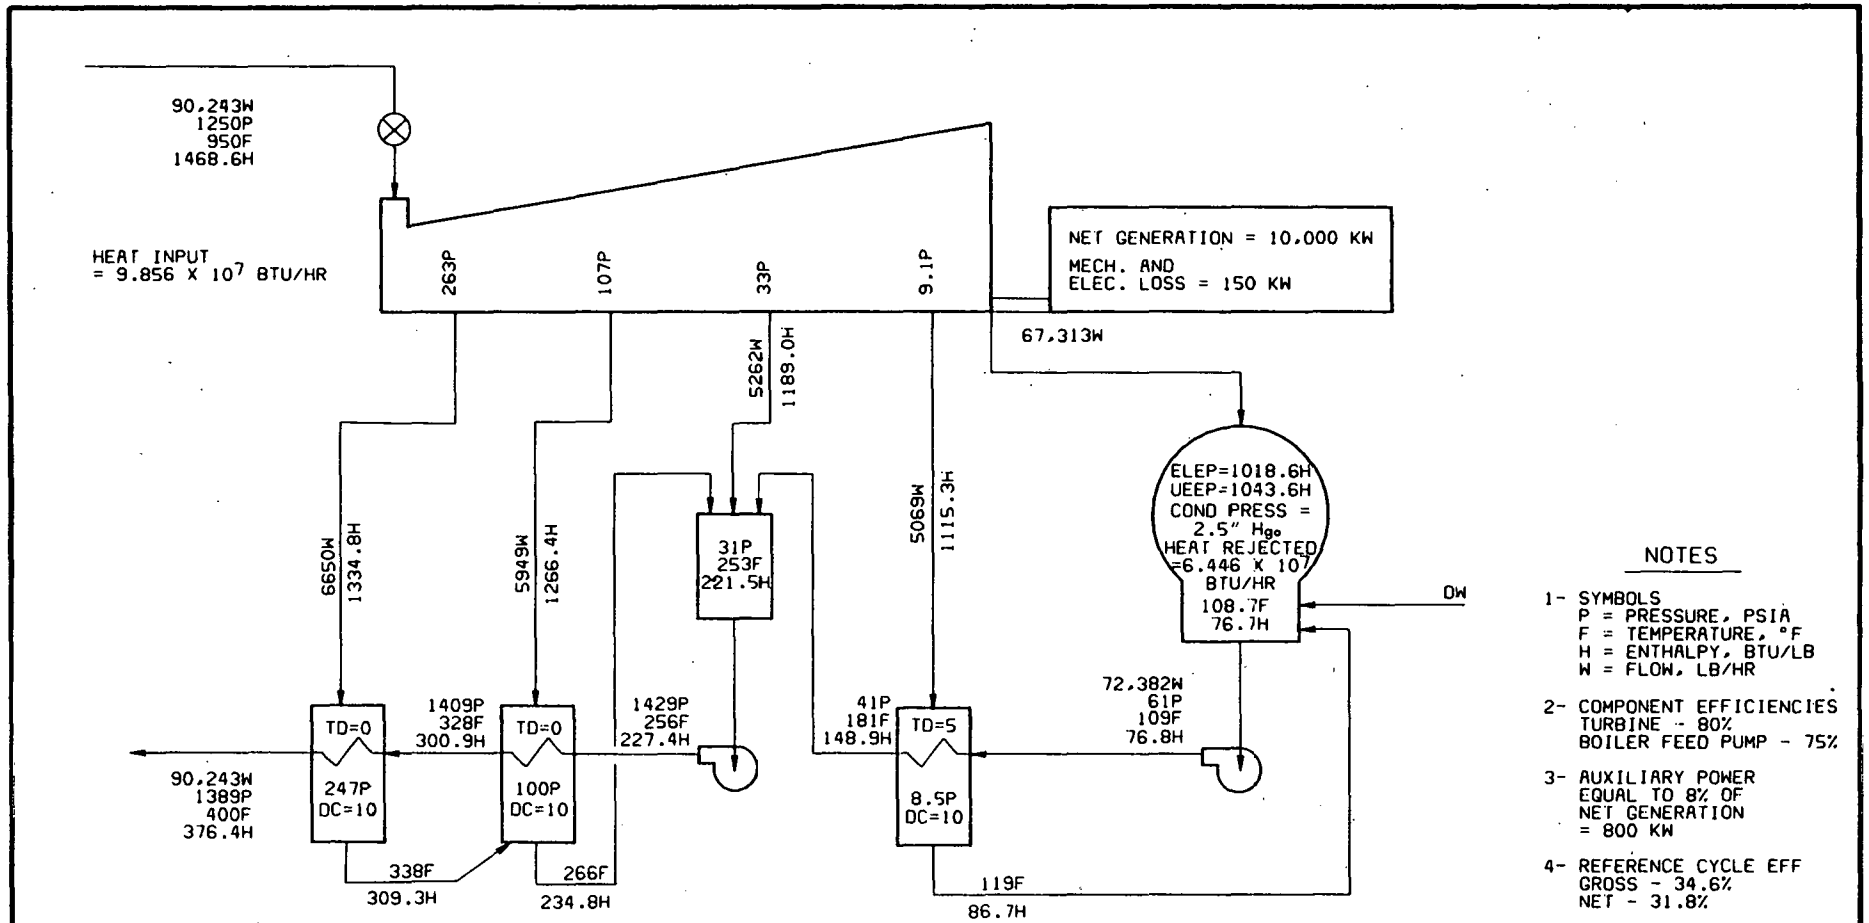 90,243W
1250P
950F
1468.6H
HEAT INPUT
= 9.856 X 10⁷ BTU/HR
263P
107P
33P
9.1P
NET GENERATION = 10,000 KW
MECH. AND
ELEC. LOSS = 150 KW
67,313W
6650W
1334.8H
5949W
1266.4H
5262W
1189.0H
5069W
1115.3H
31P
253F
221.5H
ELEP=1018.6H
UEEP=1043.6H
COND PRESS =
2.5" Hga
HEAT REJECTED
=6.446 X 10⁷
BTU/HR
108.7F
76.7H
0W
TD=0
247P
DC=10
1409P
328F
300.9H
TD=0
100P
DC=10
1429P
256F
227.4H
41P
181F
148.9H
TD=5
8.5P
DC=10
72,382W
61P
109F
76.8H
90,243W
1389P
400F
376.4H
338F
309.3H
266F
234.8H
119F
86.7H
NOTES
1- SYMBOLS
P = PRESSURE, PSIA
F = TEMPERATURE, °F
H = ENTHALPY, BTU/LB
W = FLOW, LB/HR
2- COMPONENT EFFICIENCIES
TURBINE - 80%
BOILER FEED PUMP - 75%
3- AUXILIARY POWER
EQUAL TO 8% OF
NET GENERATION
= 800 KW
4- REFERENCE CYCLE EFF
GROSS - 34.6%
NET - 31.8%